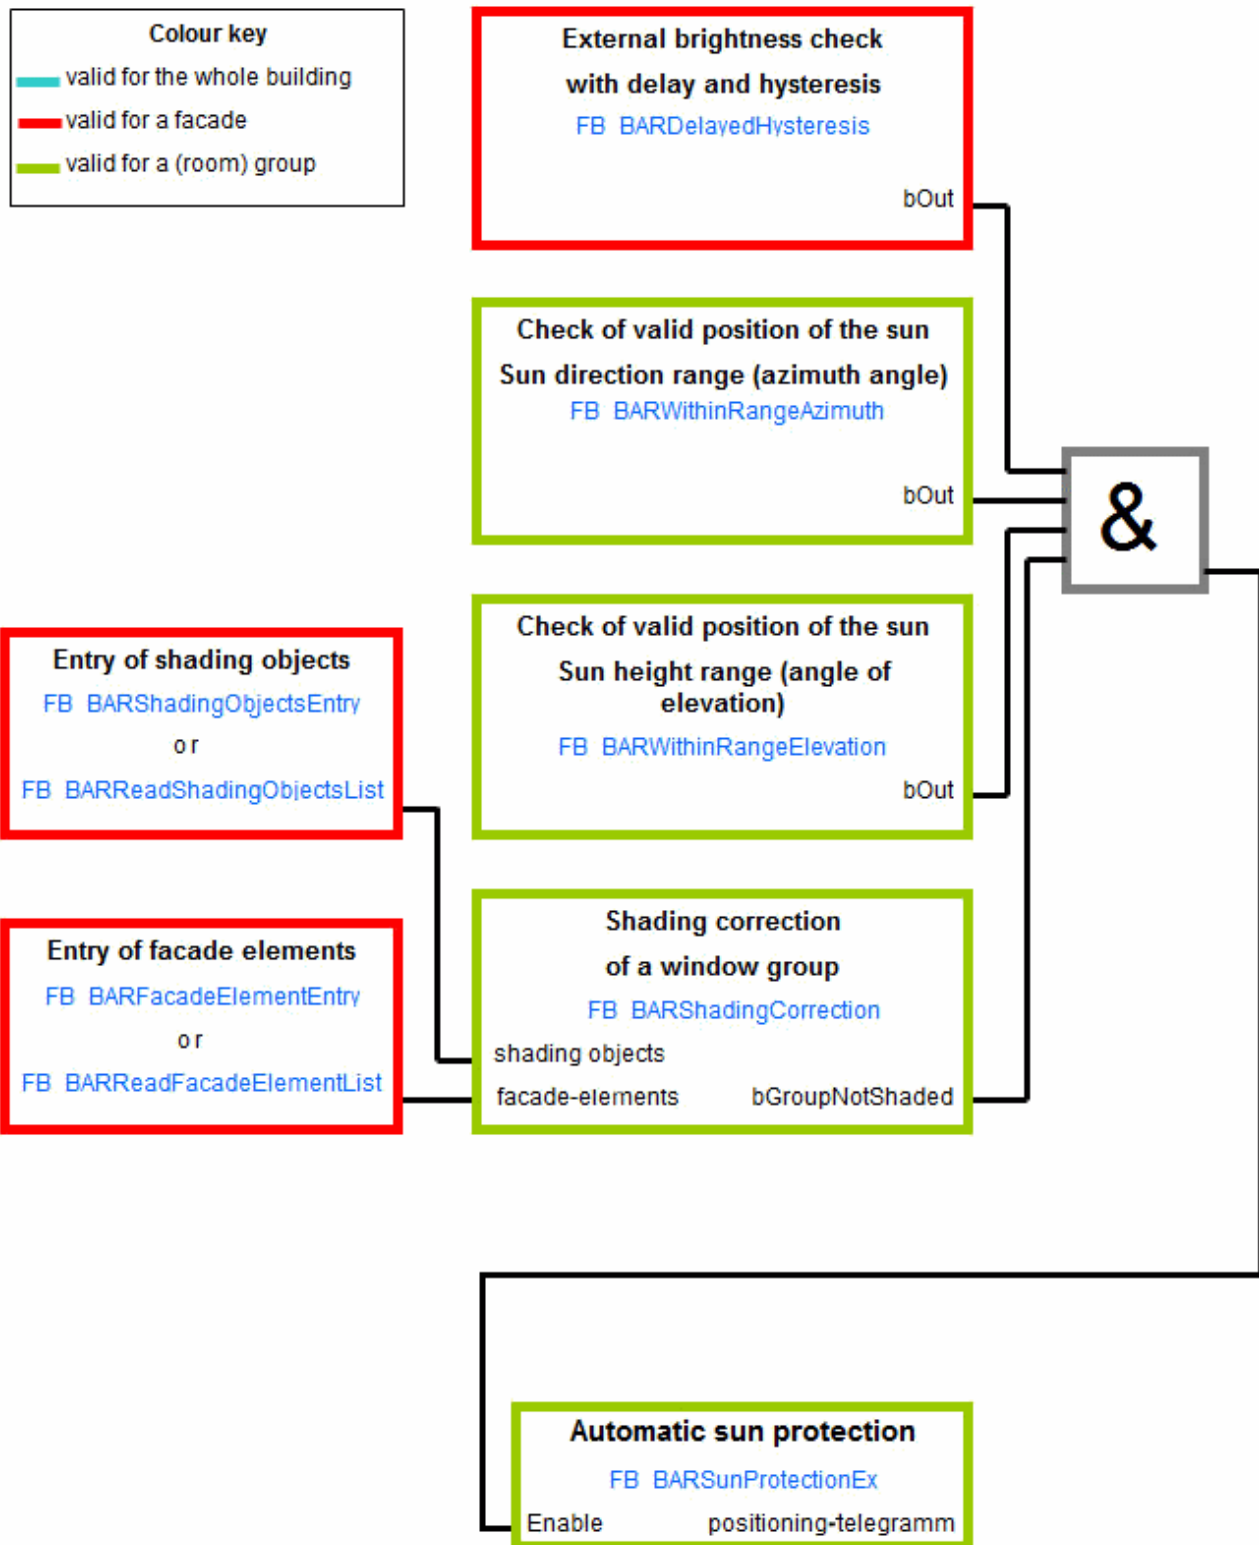 Colour key
valid for the whole building
valid for a facade
valid for a (room) group
External brightness check
with delay and hysteresis
FB BARDelayedHysteresis
bOut
Check of valid position of the sun
Sun direction range (azimuth angle)
FB BARWithinRangeAzimuth
bOut
&
Check of valid position of the sun
Sun height range (angle of
elevation)
FB BARWithinRangeElevation
bOut
Entry of shading objects
FB BARShadingObjectsEntry
or
FB BARReadShadingObjectsList
Entry of facade elements
FB BARFacadeElementEntry
or
FB BARReadFacadeElementList
Shading correction
of a window group
FB BARShadingCorrection
shading objects
facade-elements bGroupNotShaded
Automatic sun protection
FB BARSunProtectionEx
Enable positioning-telegramm